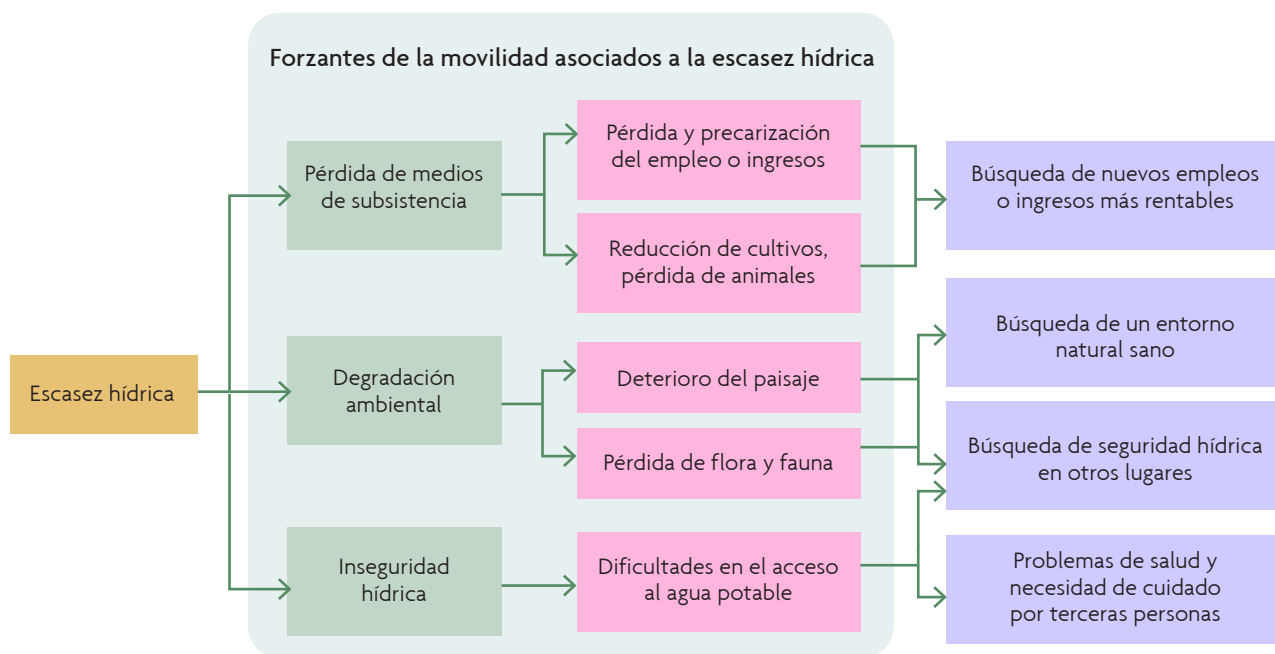 Forzantes de la movilidad asociados a la escasez hídrica
Escasez hídrica
Pérdida de medios
de subsistencia
Degradación
ambiental
Inseguridad
hídrica
Pérdida y precarización
del empleo o ingresos
Reducción de cultivos,
pérdida de animales
Deterioro del paisaje
Pérdida de flora y fauna
Dificultades en el acceso
al agua potable
Búsqueda de nuevos empleos
o ingresos más rentables
Búsqueda de un entorno
natural sano
Búsqueda de seguridad hídrica
en otros lugares
Problemas de salud y
necesidad de cuidado
por terceras personas